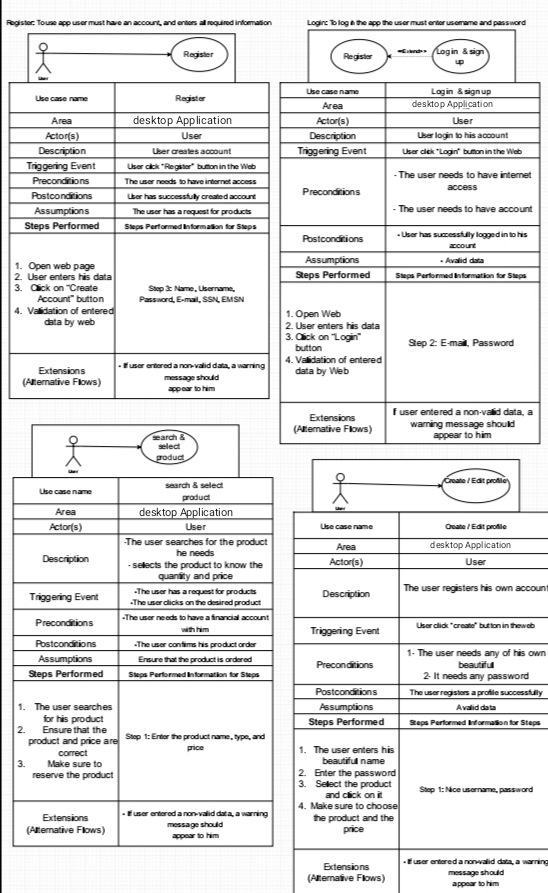 Register: To use app user must have an account, and enters all required information
Register
User
Use case name
Register
Area
desktop Application
Actor(s)
User
Description
User creates account
Triggering Event
User click "Register" button in the Web
Preconditions
The user needs to have internet access
Postconditions
User has successfully created account
Assumptions
The user has a request for products
Steps Performed
Steps Performed Information for Steps
1. Open web page
2. User enters his data
3. Click on "Create
Account" button
4. Validation of entered
data by web
Step 3: Name, Username,
Password, E-mail, SSN, EMSN
Extensions
(Alternative Flows)
- If user entered a non-valid data, a warning
message should
appear to him
Login: To log in the app the user must enter username and password
Register
<<Extend>>
Log in & sign
up
Use case name
Log in & sign up
Area
desktop Application
Actor(s)
User
Description
User login to his account
Triggering Event
User click "Login" button in the Web
Preconditions
- The user needs to have internet
access
- The user needs to have account
Postconditions
- User has successfully logged in to his
account
Assumptions
- Avalid data
Steps Performed
Steps Performed Information for Steps
1. Open Web
2. User enters his data
3. Click on "Login"
button
4. Validation of entered
data by Web
Step 2: E-mail, Password
Extensions
(Alternative Flows)
If user entered a non-valid data, a
warning message should
appear to him
search &
select
product
User
Use case name
search & select
product
Area
desktop Application
Actor(s)
User
Description
-The user searches for the product
he needs
- selects the product to know the
quantity and price
Triggering Event
-The user has a request for products
-The user clicks on the desired product
Preconditions
-The user needs to have a financial account
with him
Postconditions
-The user confirms his product order
Assumptions
Ensure that the product is ordered
Steps Performed
Steps Performed Information for Steps
1. The user searches
for his product
2. Ensure that the
product and price are
correct
3. Make sure to
reserve the product
Step 1: Enter the product name, type, and
price
Extensions
(Alternative Flows)
- If user entered a non-valid data, a warning
message should
appear to him
Create / Edit profile
User
Use case name
Create / Edit profile
Area
desktop Application
Actor(s)
User
Description
The user registers his own account
Triggering Event
User click "create" button in theweb
Preconditions
1- The user needs any of his own
beautiful
2- It needs any password
Postconditions
The user registers a profile successfully
Assumptions
A valid data
Steps Performed
Steps Performed Information for Steps
1. The user enters his
beautiful name
2. Enter the password
3. Select the product
and click on it
4. Make sure to choose
the product and the
price
Step 1: Nice username, password
Extensions
(Alternative Flows)
- If user entered a non-valid data, a warning
message should
appear to him